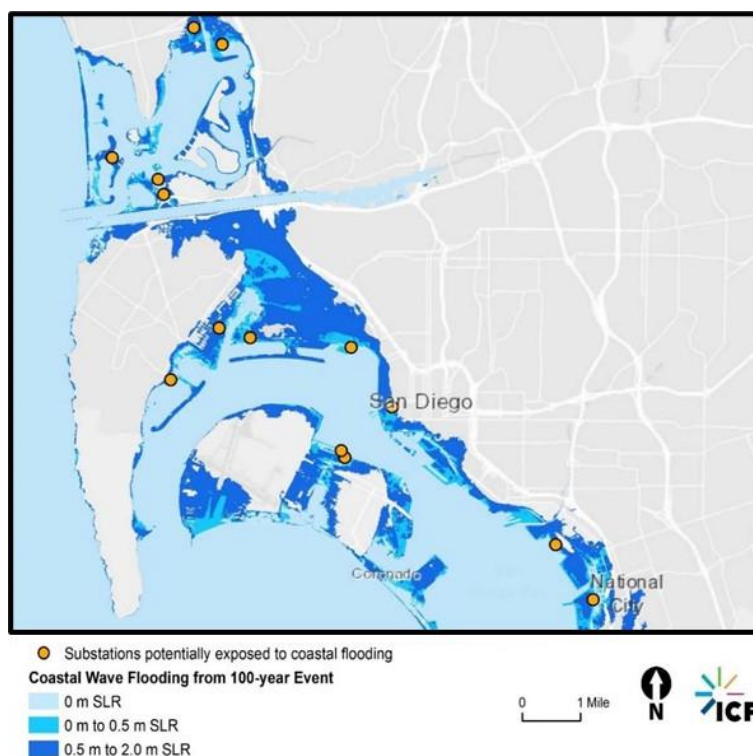 San Diego
Coronado
National
City
Substations potentially exposed to coastal flooding
Coastal Wave Flooding from 100-year Event
0 m SLR
0 m to 0.5 m SLR
0.5 m to 2.0 m SLR
0 1 Mile
N
ICF